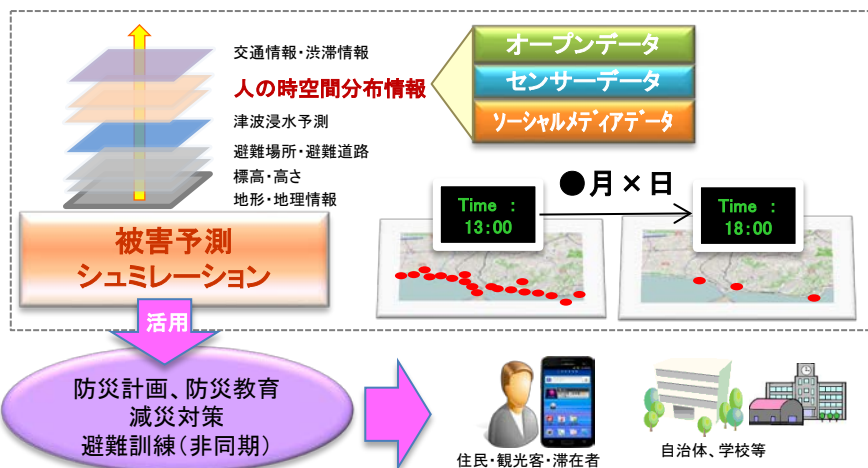 交通情報・渋滞情報
人の時空間分布情報
津波浸水予測
避難場所・避難道路
標高・高さ
地形・地理情報
オープンデータ
センサーデータ
ソーシャルメディアデータ
●月×日
Time :
13:00
Time :
18:00
被害予測
シュミレーション
活用
防災計画、防災教育
減災対策
避難訓練(非同期)
住民・観光客・滞在者
自治体、学校等